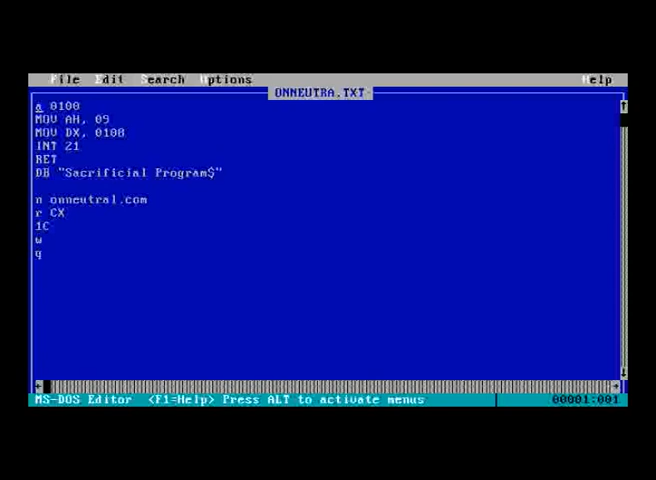 File Edit Search Options Help
ONNEUTRA.TXT
a 0100
MOV AH, 09
MOV DX, 0108
INT 21
RET
DB "Sacrificial Program$"
n onneutral.com
r CX
1C
w
q
MS-DOS Editor <F1=Help> Press ALT to activate menus 00001:001